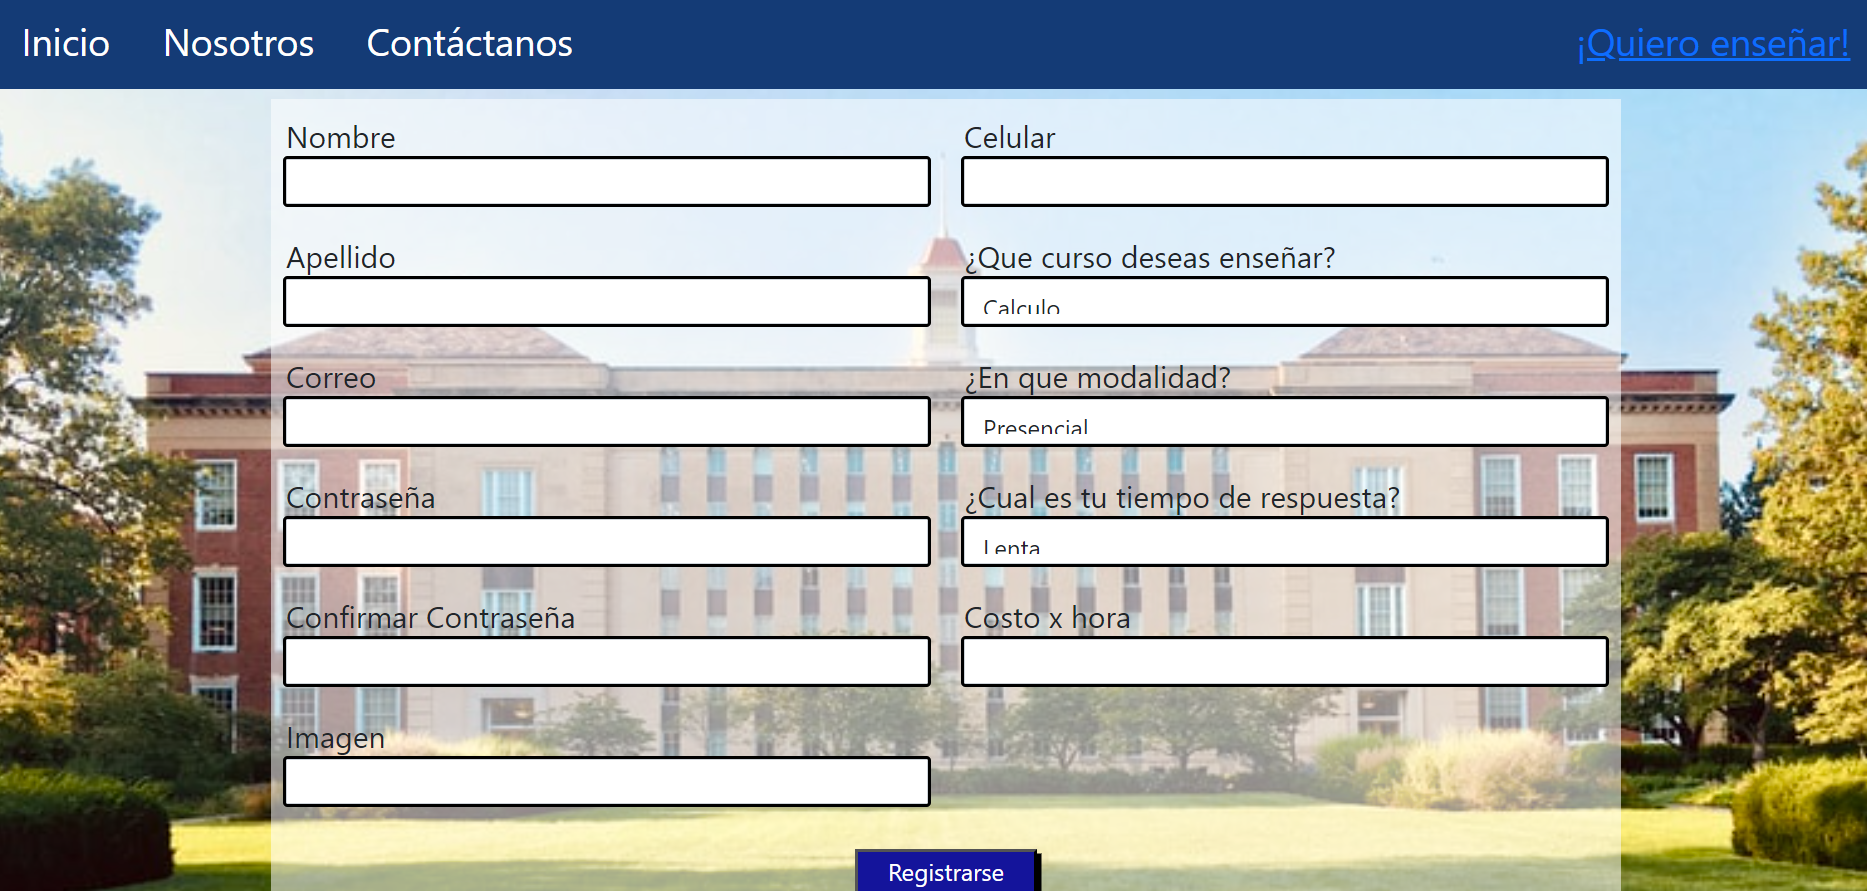 Inicio Nosotros Contáctanos ¡Quiero enseñar!
Nombre
Apellido
Correo
Contraseña
Confirmar Contraseña
Imagen
Celular
¿Que curso deseas enseñar?
Calculo
¿En que modalidad?
Presencial
¿Cual es tu tiempo de respuesta?
Lenta
Costo x hora
Registrarse